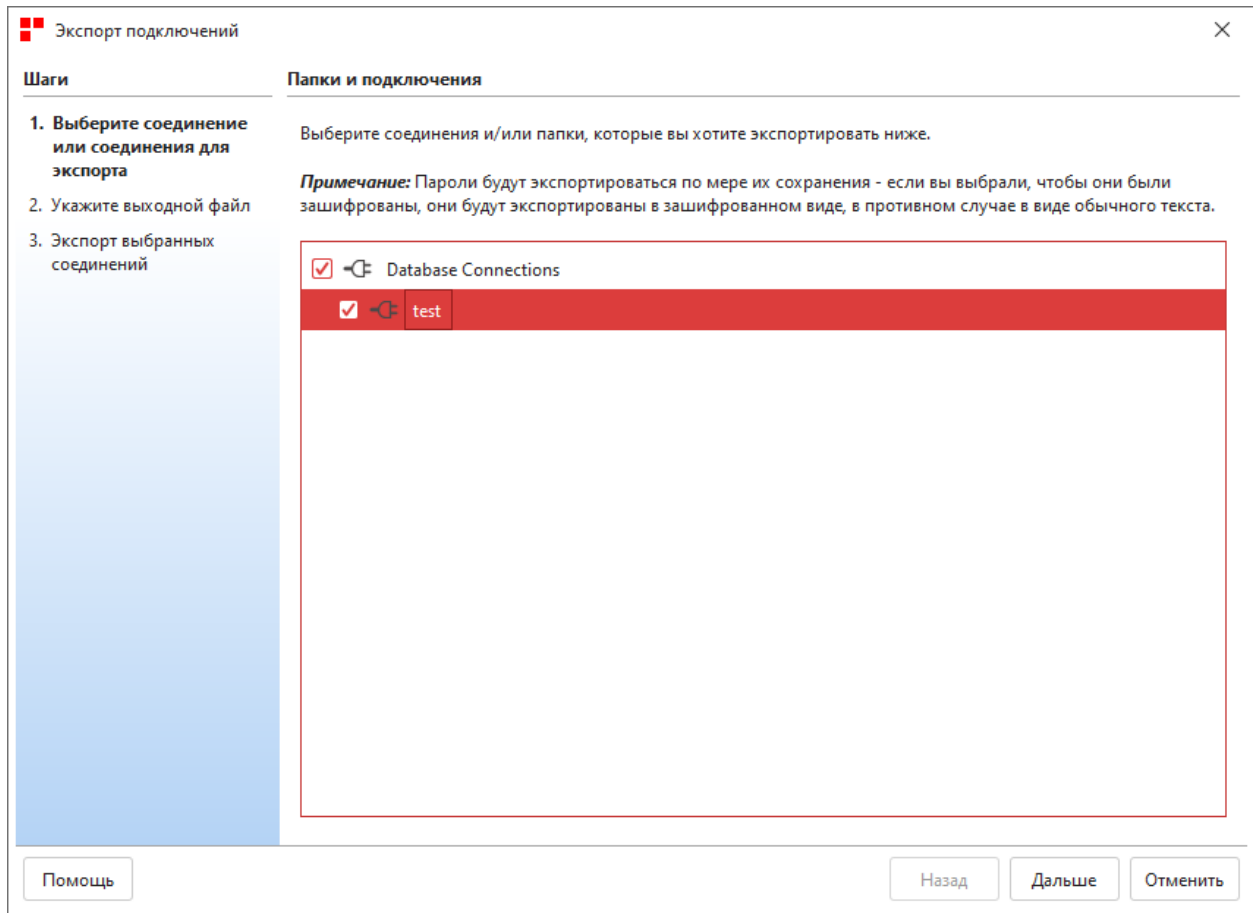 Экспорт подключений
Шаги
1. Выберите соединение
или соединения для
экспорта
2. Укажите выходной файл
3. Экспорт выбранных
соединений
Папки и подключения
Выберите соединения и/или папки, которые вы хотите экспортировать ниже.
Примечание: Пароли будут экспортироваться по мере их сохранения - если вы выбрали, чтобы они были
зашифрованы, они будут экспортированы в зашифрованном виде, в противном случае в виде обычного текста.
Database Connections
test
Помощь
Назад
Дальше
Отменить